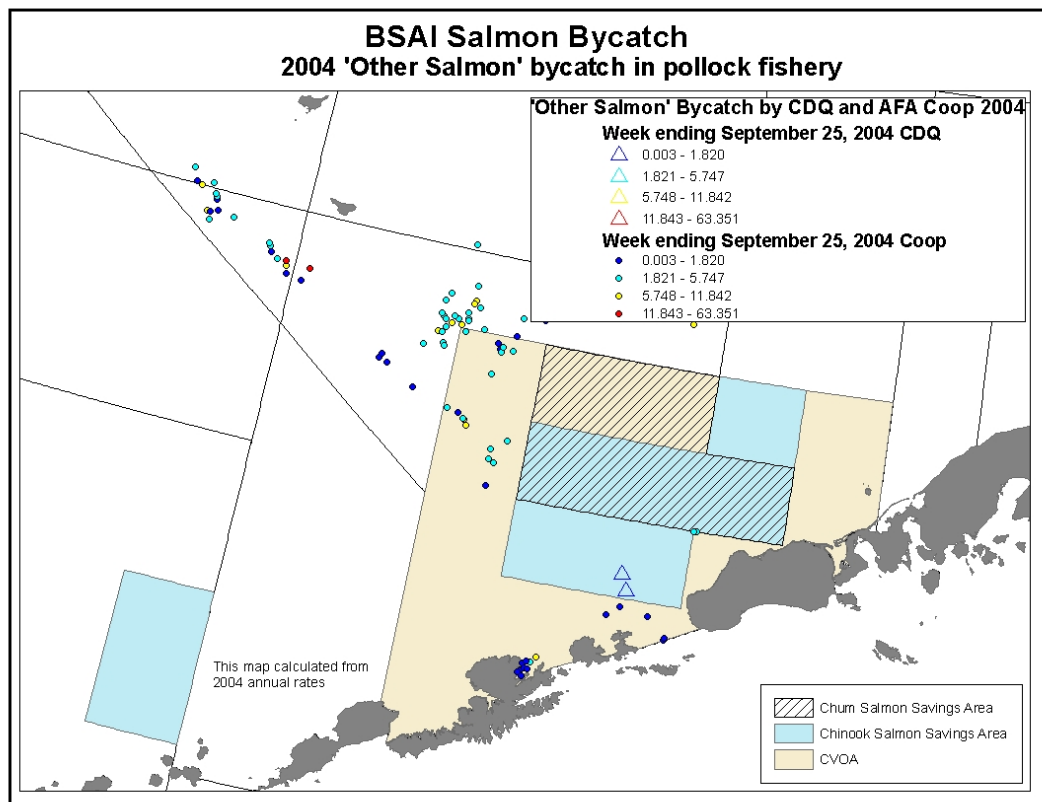 BSAI Salmon Bycatch
2004 'Other Salmon' bycatch in pollock fishery
'Other Salmon' Bycatch by CDQ and AFA Coop 2004
Week ending September 25, 2004 CDQ
0.003 - 1.820
1.821 - 5.747
5.748 - 11.842
11.843 - 63.351
Week ending September 25, 2004 Coop
0.003 - 1.820
1.821 - 5.747
5.748 - 11.842
11.843 - 63.351
This map calculated from
2004 annual rates
Chum Salmon Savings Area
Chinook Salmon Savings Area
CVOA